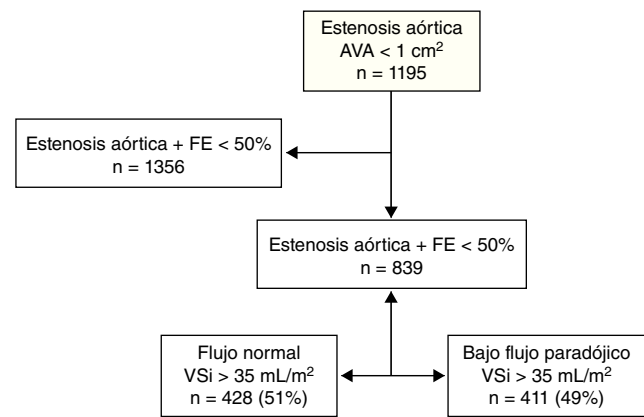 Estenosis aórtica
AVA < 1 cm²
n = 1195
Estenosis aórtica + FE < 50%
n = 1356
Estenosis aórtica + FE < 50%
n = 839
Flujo normal
VSi > 35 mL/m²
n = 428 (51%)
Bajo flujo paradójico
VSi > 35 mL/m²
n = 411 (49%)